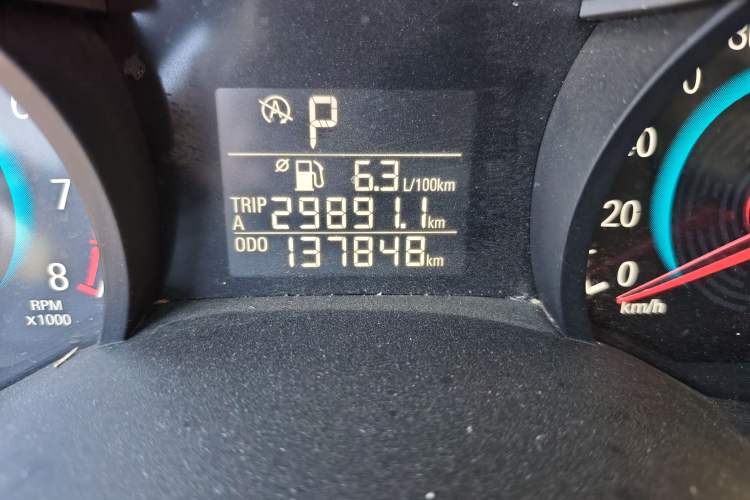 P
6.3 L/100km
TRIP A 29891.1 km
ODO 137848 km
7
8
RPM
x1000
20
0
km/h